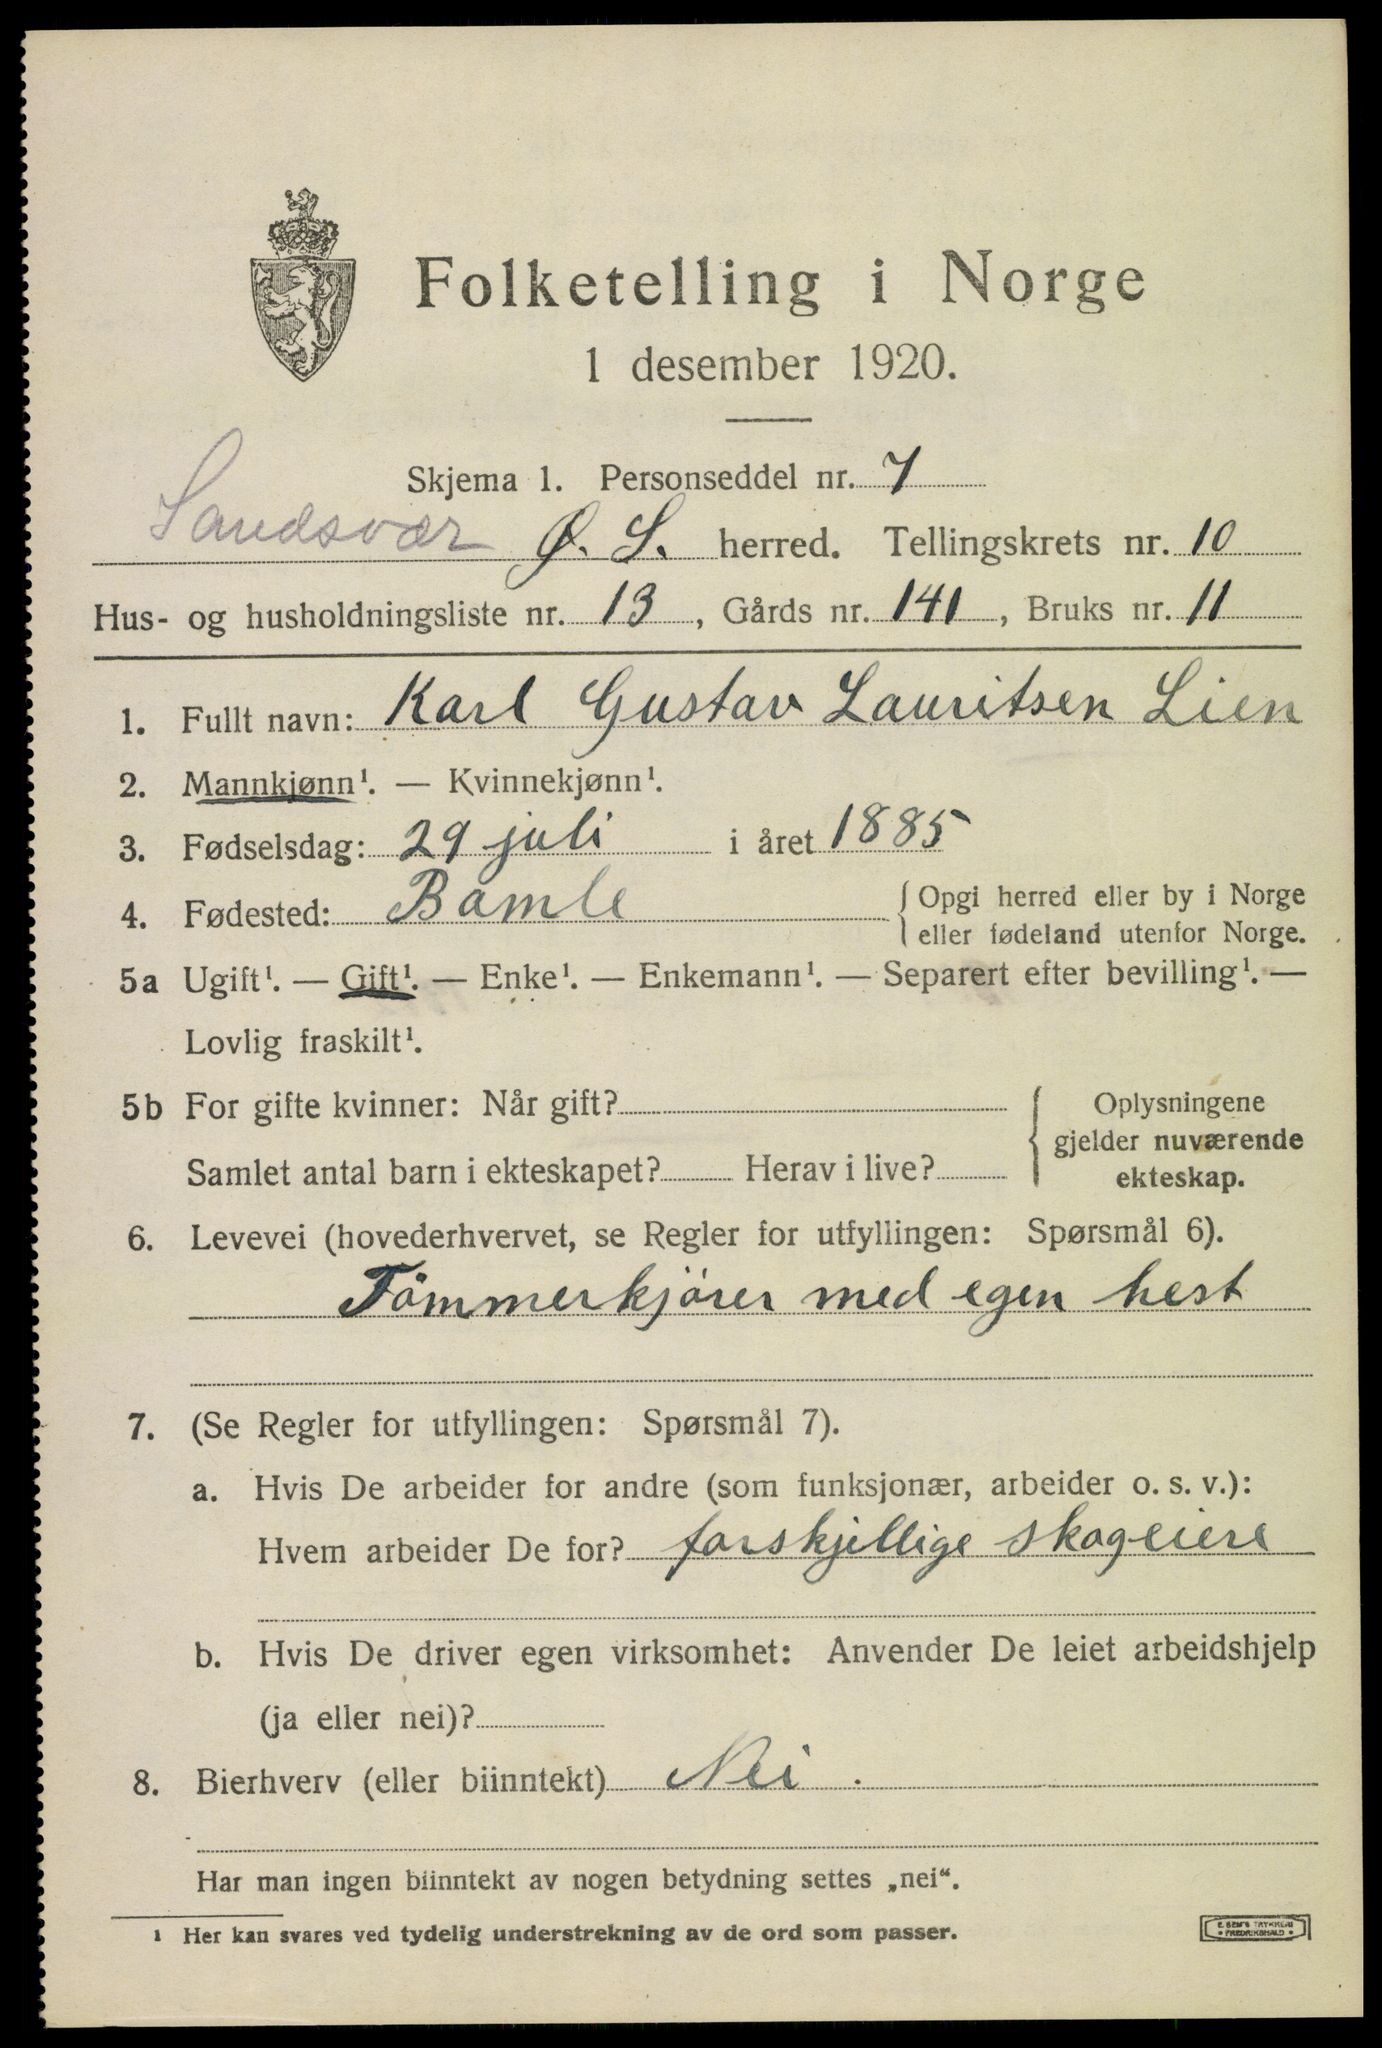 Folketelling i Norge
1 desember 1920.
Skjema 1. Personseddel nr. 7
Sandsvær Ø. S. herred. Tellingskrets nr. 10
Hus- og husholdningsliste nr. 13, Gårds nr. 141, Bruks nr. 11
1. Fullt navn: Karl Gustav Lauritsen Lien
2. Mannkjønn¹. — Kvinnekjønn¹.
3. Fødselsdag: 29 juli i året 1885
4. Fødested: Bamle { Opgi herred eller by i Norge
eller fødeland utenfor Norge.
5a Ugift¹. — Gift¹. — Enke¹. — Enkemann¹. — Separert efter bevilling¹. —
Lovlig fraskilt¹.
5b For gifte kvinner: Når gift? { Oplysningene
gjelder nuværende
Samlet antal barn i ekteskapet? Herav i live? ekteskap.
6. Levevei (hovederhvervet, se Regler for utfyllingen: Spørsmål 6).
Tömmerkjörer med egen hest
7. (Se Regler for utfyllingen: Spørsmål 7).
a. Hvis De arbeider for andre (som funksjonær, arbeider o. s. v.):
Hvem arbeider De for? forskjellige skogeiere
b. Hvis De driver egen virksomhet: Anvender De leiet arbeidshjelp
(ja eller nei)?
8. Bierhverv (eller biinntekt) Nei.
Har man ingen biinntekt av nogen betydning settes „nei“.
¹ Her kan svares ved tydelig understrekning av de ord som passer.
E. SEM'S TRYKKERI
• FREDRIKSHALD •